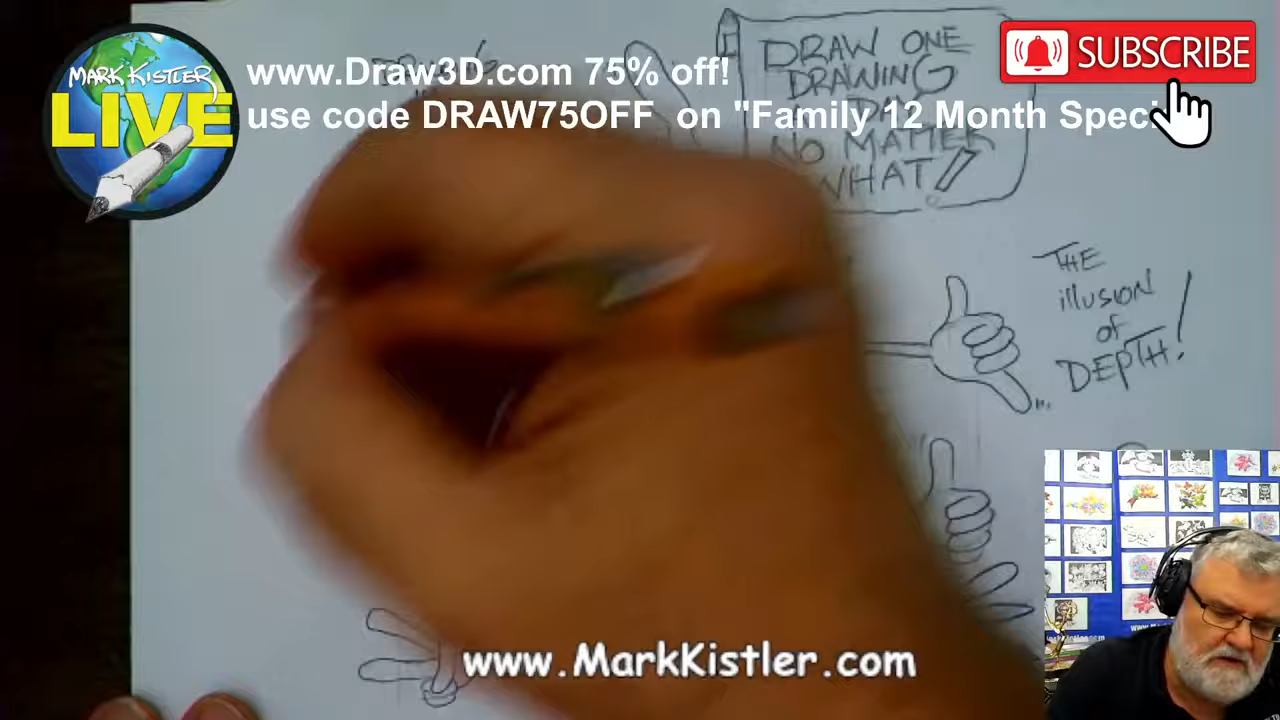 MARK KISTLER
LIVE
www.Draw3D.com 75% off!
use code DRAW75OFF on "Family 12 Month Speci
SUBSCRIBE
DRAW ONE
DRAWING
NO MATTER
WHAT!
THE
illUSION
of
DEPTH!
www.MarkKistler.com